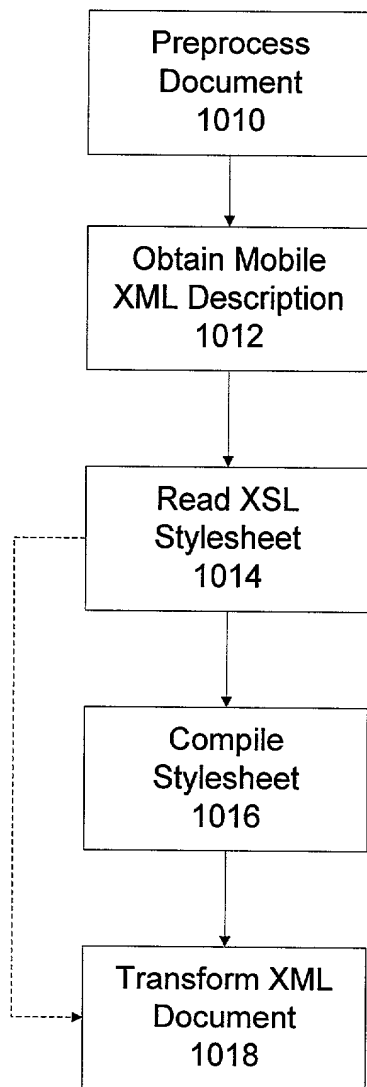 Preprocess
Document
1010
Obtain Mobile
XML Description
1012
Read XSL
Stylesheet
1014
Compile
Stylesheet
1016
Transform XML
Document
1018